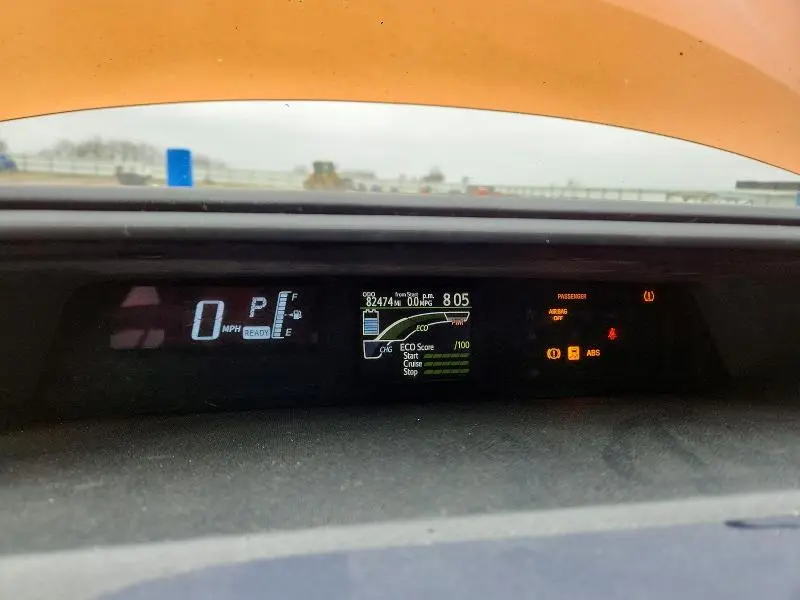 0 MPH
P
READY
F
E
ODO from Start p.m. 8 05
82474 Mi 0.0 MPG
ECO PWR
CHG
ECO Score /100
Start
Cruise
Stop
PASSENGER
AIRBAG
OFF
ABS